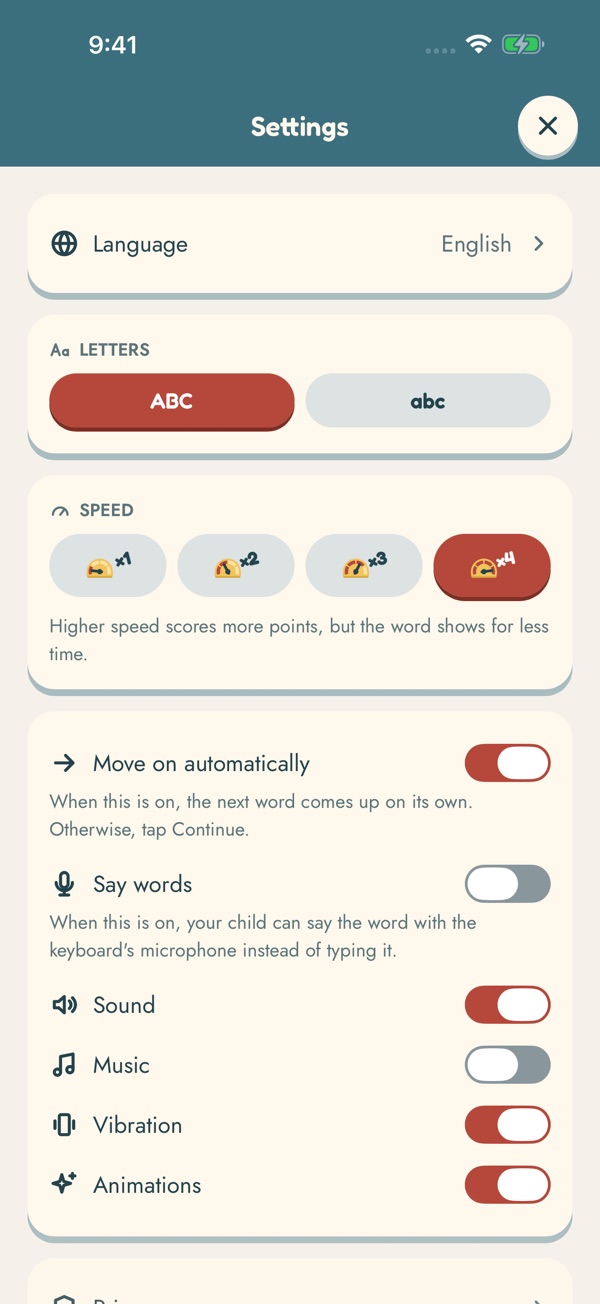 9:41
Settings
Language
English
Aa LETTERS
ABC
abc
SPEED
x1
x2
x3
x4
Higher speed scores more points, but the word shows for less
time.
Move on automatically
When this is on, the next word comes up on its own.
Otherwise, tap Continue.
Say words
When this is on, your child can say the word with the
keyboard's microphone instead of typing it.
Sound
Music
Vibration
Animations